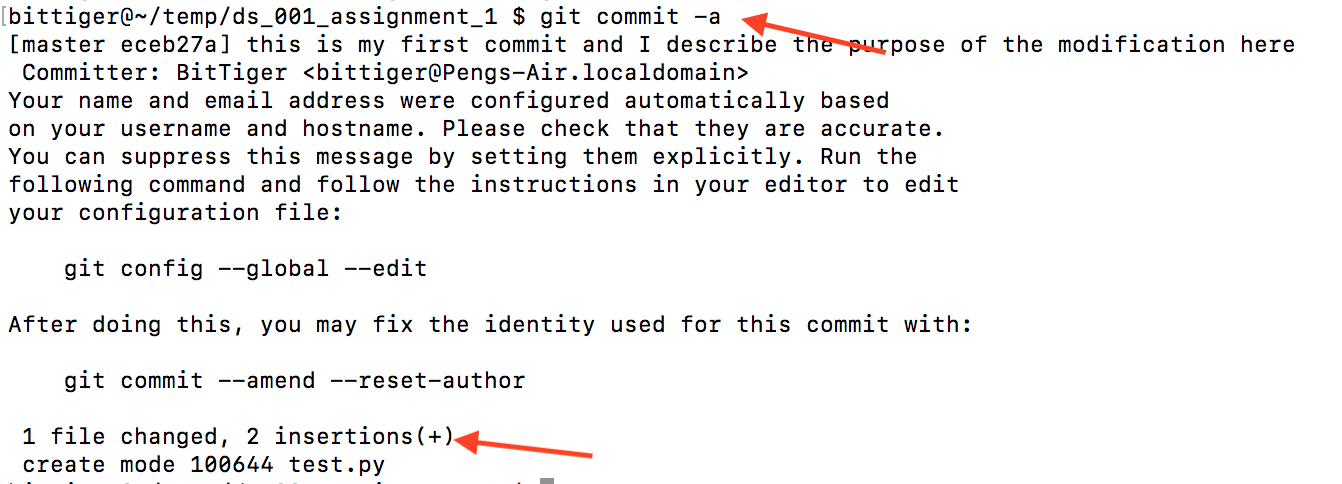 [bittiger@~/temp/ds_001_assignment_1 $ git commit -a
[master eceb27a] this is my first commit and I describe the purpose of the modification here
Committer: BitTiger <bittiger@Pengs-Air.localdomain>
Your name and email address were configured automatically based
on your username and hostname. Please check that they are accurate.
You can suppress this message by setting them explicitly. Run the
following command and follow the instructions in your editor to edit
your configuration file:
git config --global --edit
After doing this, you may fix the identity used for this commit with:
git commit --amend --reset-author
1 file changed, 2 insertions(+)
create mode 100644 test.py